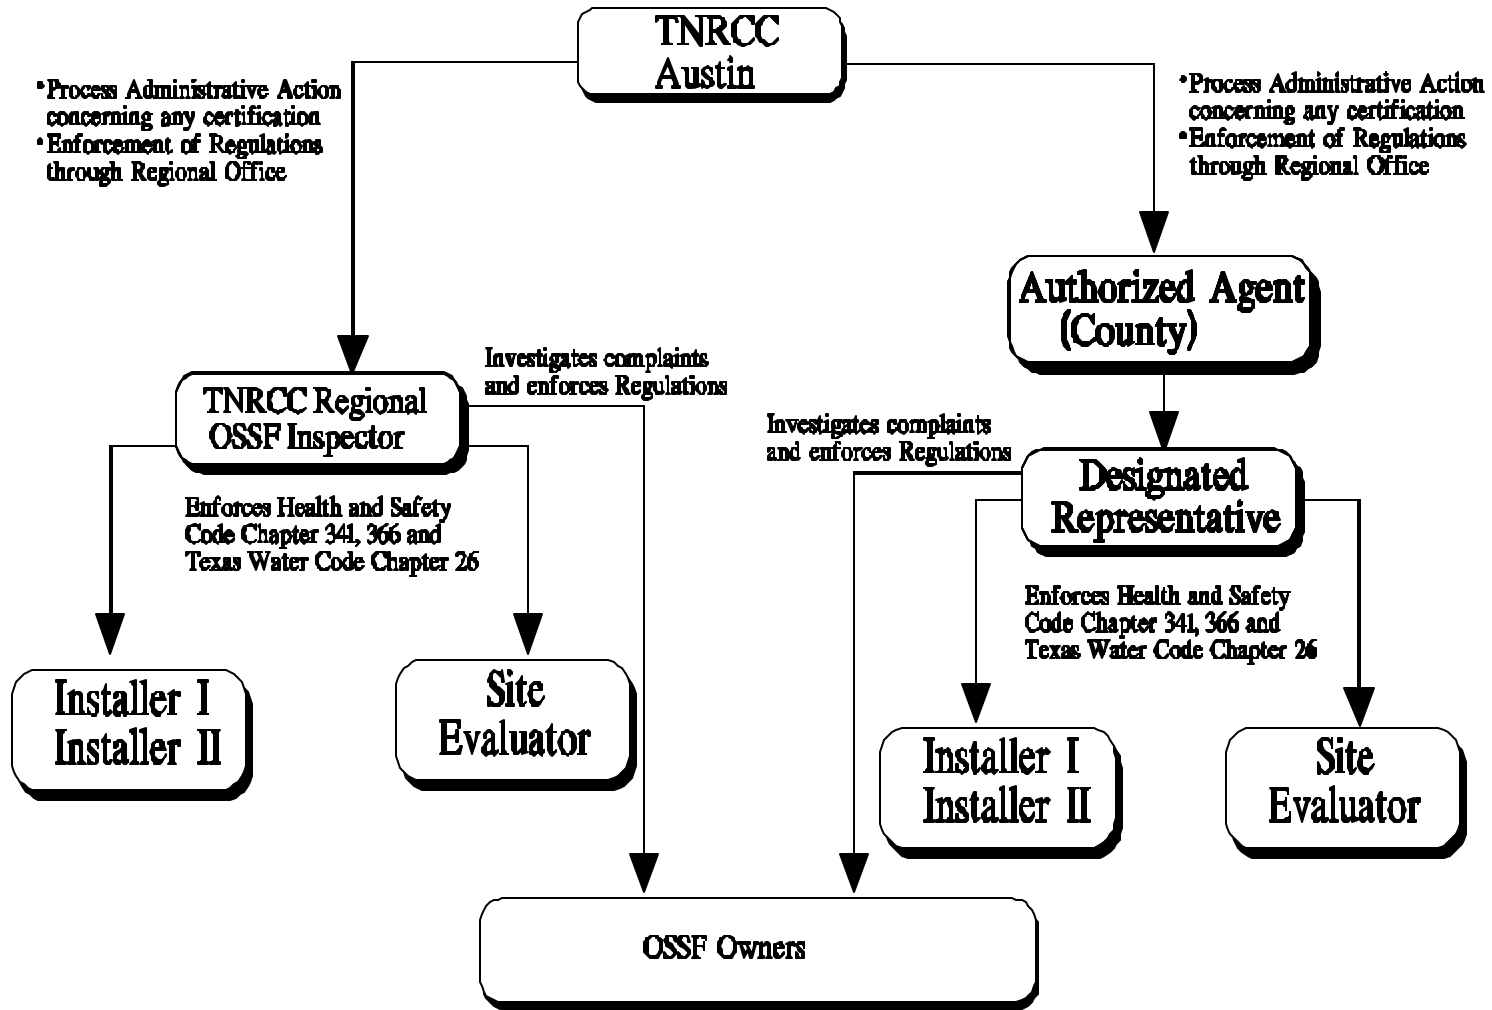 TNRCC
Austin
•Process Administrative Action
concerning any certification
•Enforcement of Regulations
through Regional Office
•Process Administrative Action
concerning any certification
•Enforcement of Regulations
through Regional Office
Authorized Agent
(County)
Investigates complaints
and enforces Regulations
TNRCC Regional
OSSF Inspector
Investigates complaints
and enforces Regulations
Designated
Representative
Enforces Health and Safety
Code Chapter 341, 366 and
Texas Water Code Chapter 26
Enforces Health and Safety
Code Chapter 341, 366 and
Texas Water Code Chapter 26
Installer I
Installer II
Site
Evaluator
Installer I
Installer II
Site
Evaluator
OSSF Owners